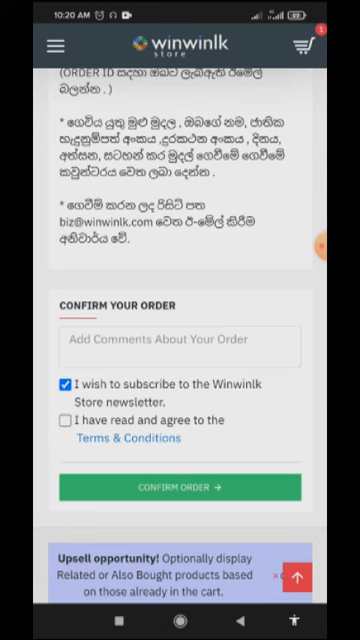 10:20 AM
winwinlk
store
1
(ORDER ID සඳහා ඔබට ලැබුණු ඊමේල්
බලන්න . )
* ගෙවිය යුතු මුළු මුදල , ඔබගේ නම, ජාතික
හැඳුනුම්පත් අංකය ,දුරකථන අංකය , දිනය,
අත්සන, සටහන් කර මුදල් ගෙවීමේ ගෙවීමේ
කවුන්ටරය වෙත ලබා දෙන්න .
* ගෙවීම් කරන ලද රිසිට් පත
biz@winwinlk.com වෙත ඊ-මේල් කිරීම
අනිවාර්ය වේ.
CONFIRM YOUR ORDER
Add Comments About Your Order
I wish to subscribe to the Winwinlk
Store newsletter.
I have read and agree to the
Terms & Conditions
CONFIRM ORDER →
Upsell opportunity! Optionally display
Related or Also Bought products based
on those already in the cart.